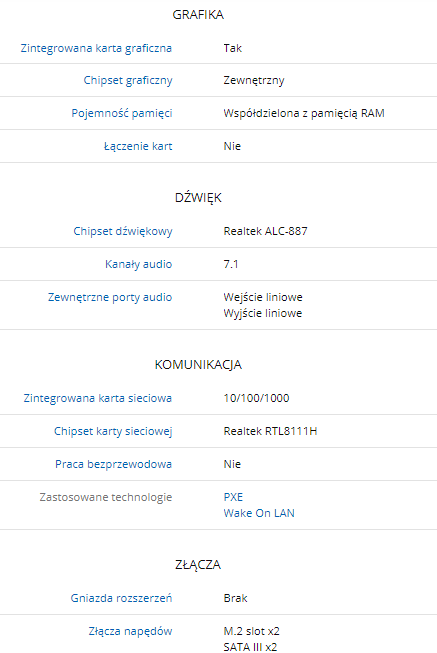 GRAFIKA
Zintegrowana karta graficzna Tak
Chipset graficzny Zewnętrzny
Pojemność pamięci Współdzielona z pamięcią RAM
Łączenie kart Nie
DŹWIĘK
Chipset dźwiękowy Realtek ALC-887
Kanały audio 7.1
Zewnętrzne porty audio Wejście liniowe
Wyjście liniowe
KOMUNIKACJA
Zintegrowana karta sieciowa 10/100/1000
Chipset karty sieciowej Realtek RTL8111H
Praca bezprzewodowa Nie
Zastosowane technologie PXE
Wake On LAN
ZŁĄCZA
Gniazda rozszerzeń Brak
Złącza napędów M.2 slot x2
SATA III x2